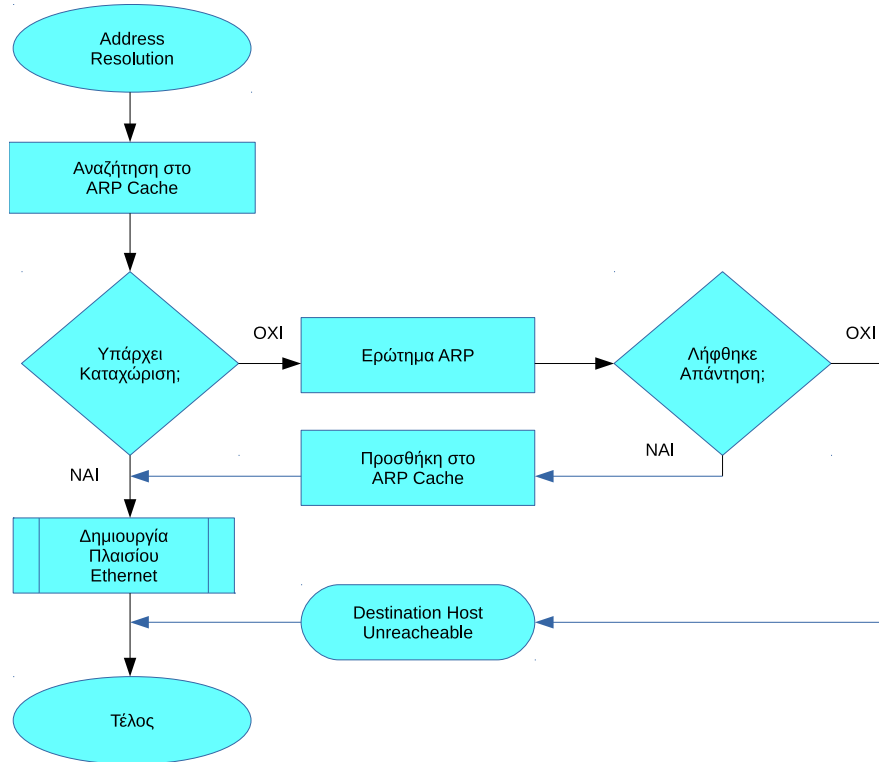 Address
Resolution
Αναζήτηση στο
ARP Cache
Υπάρχει
Καταχώριση;
ΟΧΙ
Ερώτημα ARP
Λήφθηκε
Απάντηση;
ΟΧΙ
ΝΑΙ
Προσθήκη στο
ARP Cache
ΝΑΙ
Δημιουργία
Πλαισίου
Ethernet
Destination Host
Unreacheable
Τέλος